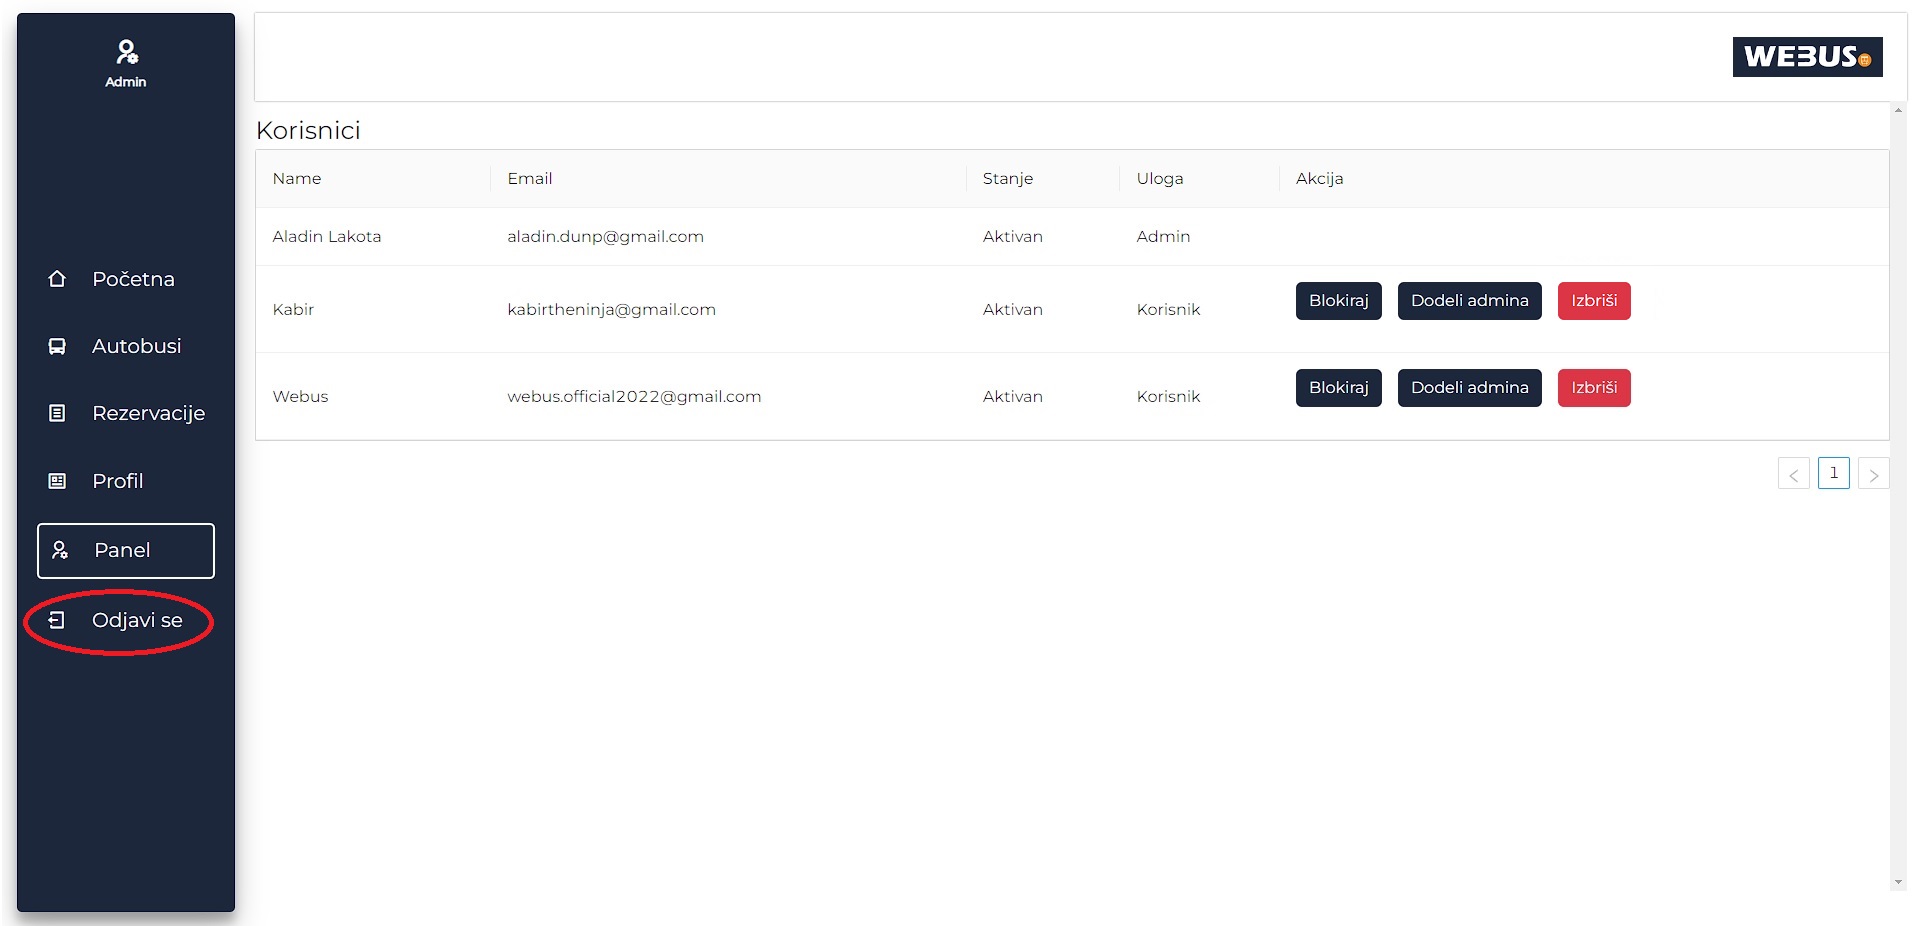 Admin
WEBUS
Korisnici
Name Email Stanje Uloga Akcija
Aladin Lakota aladin.dunp@gmail.com Aktivan Admin
Kabir kabirtheninja@gmail.com Aktivan Korisnik Blokiraj Dodeli admina Izbriši
Webus webus.official2022@gmail.com Aktivan Korisnik Blokiraj Dodeli admina Izbriši
< 1 >
Početna
Autobusi
Rezervacije
Profil
Panel
Odjavi se